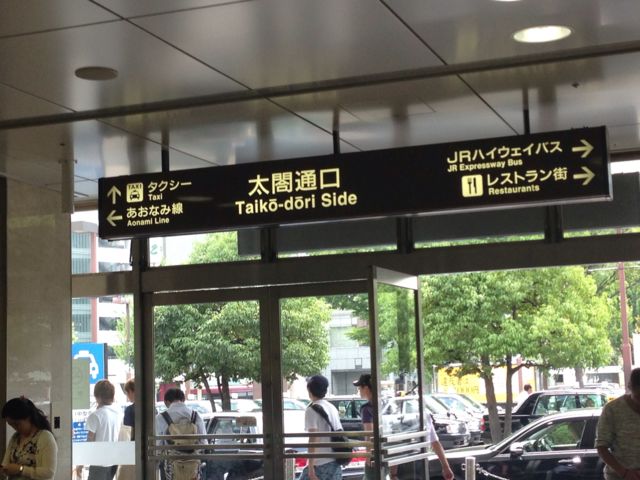 TAXI
タクシー
Taxi
あおなみ線
Aonami Line
太閤通口
Taikō-dōri Side
JRハイウェイバス
JR Expressway Bus
レストラン街
Restaurants